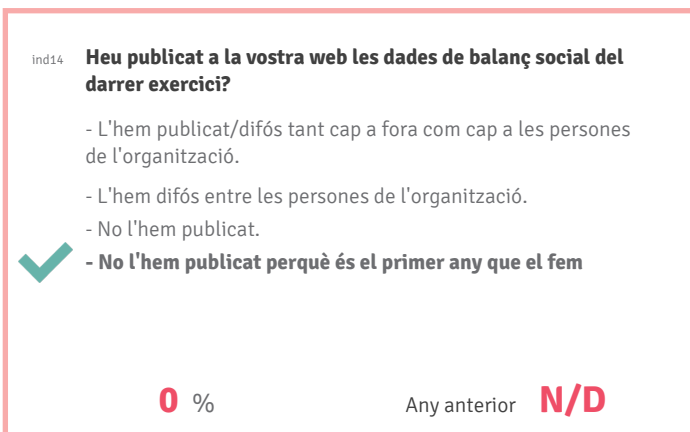 ind14 Heu publicat a la vostra web les dades de balanç social del
darrer exercici?
- L'hem publicat/difós tant cap a fora com cap a les persones
de l'organització.
- L'hem difós entre les persones de l'organització.
- No l'hem publicat.
- No l'hem publicat perquè és el primer any que el fem
0 % Any anterior N/D